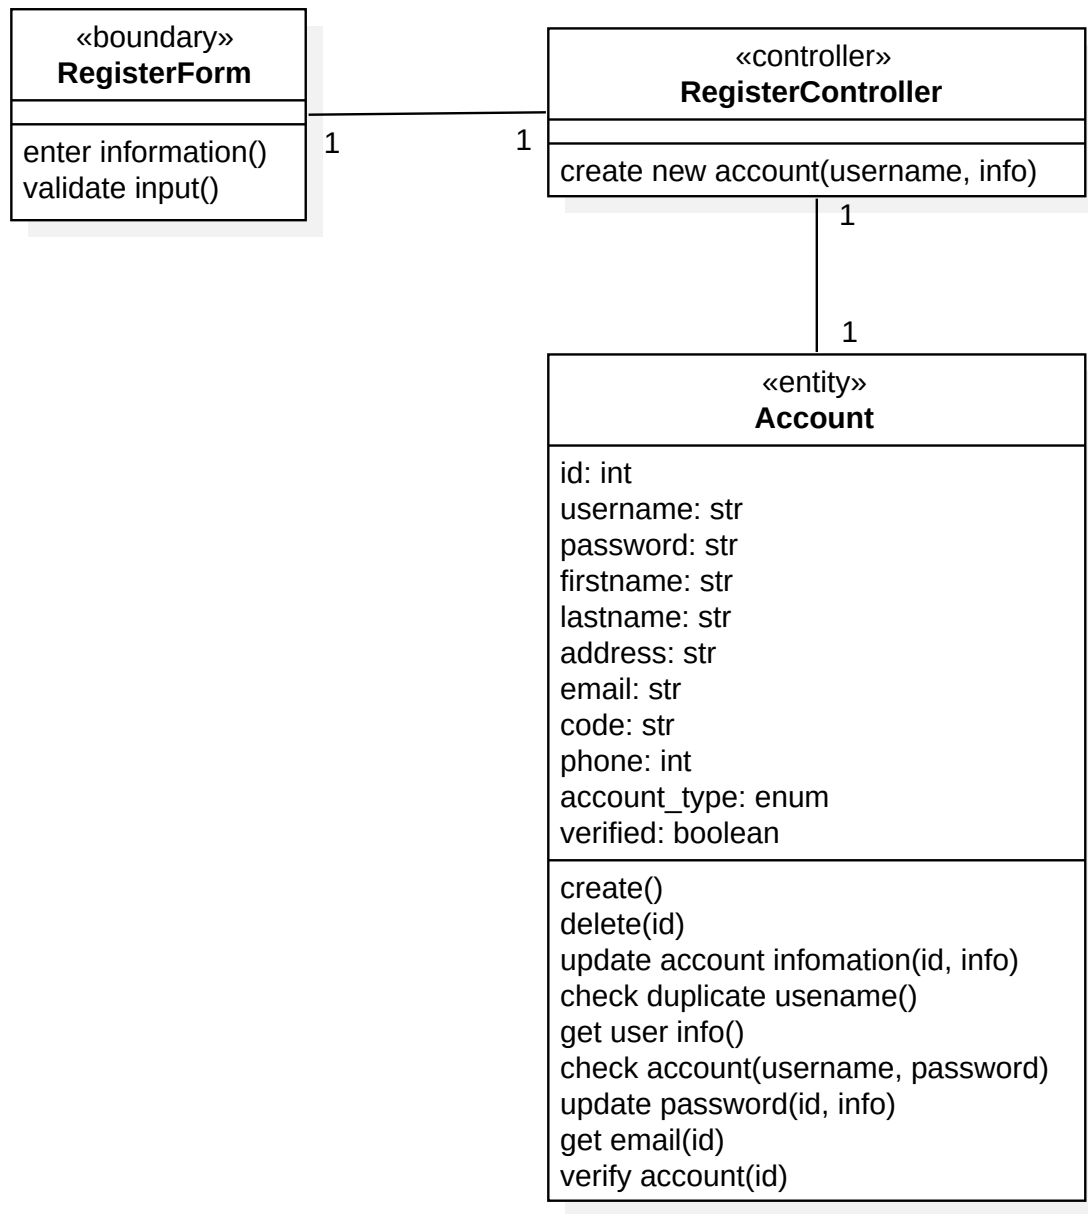 «boundary»
RegisterForm
enter information()
validate input()
1
1
«controller»
RegisterController
create new account(username, info)
1
1
«entity»
Account
id: int
username: str
password: str
firstname: str
lastname: str
address: str
email: str
code: str
phone: int
account_type: enum
verified: boolean
create()
delete(id)
update account infomation(id, info)
check duplicate usename()
get user info()
check account(username, password)
update password(id, info)
get email(id)
verify account(id)